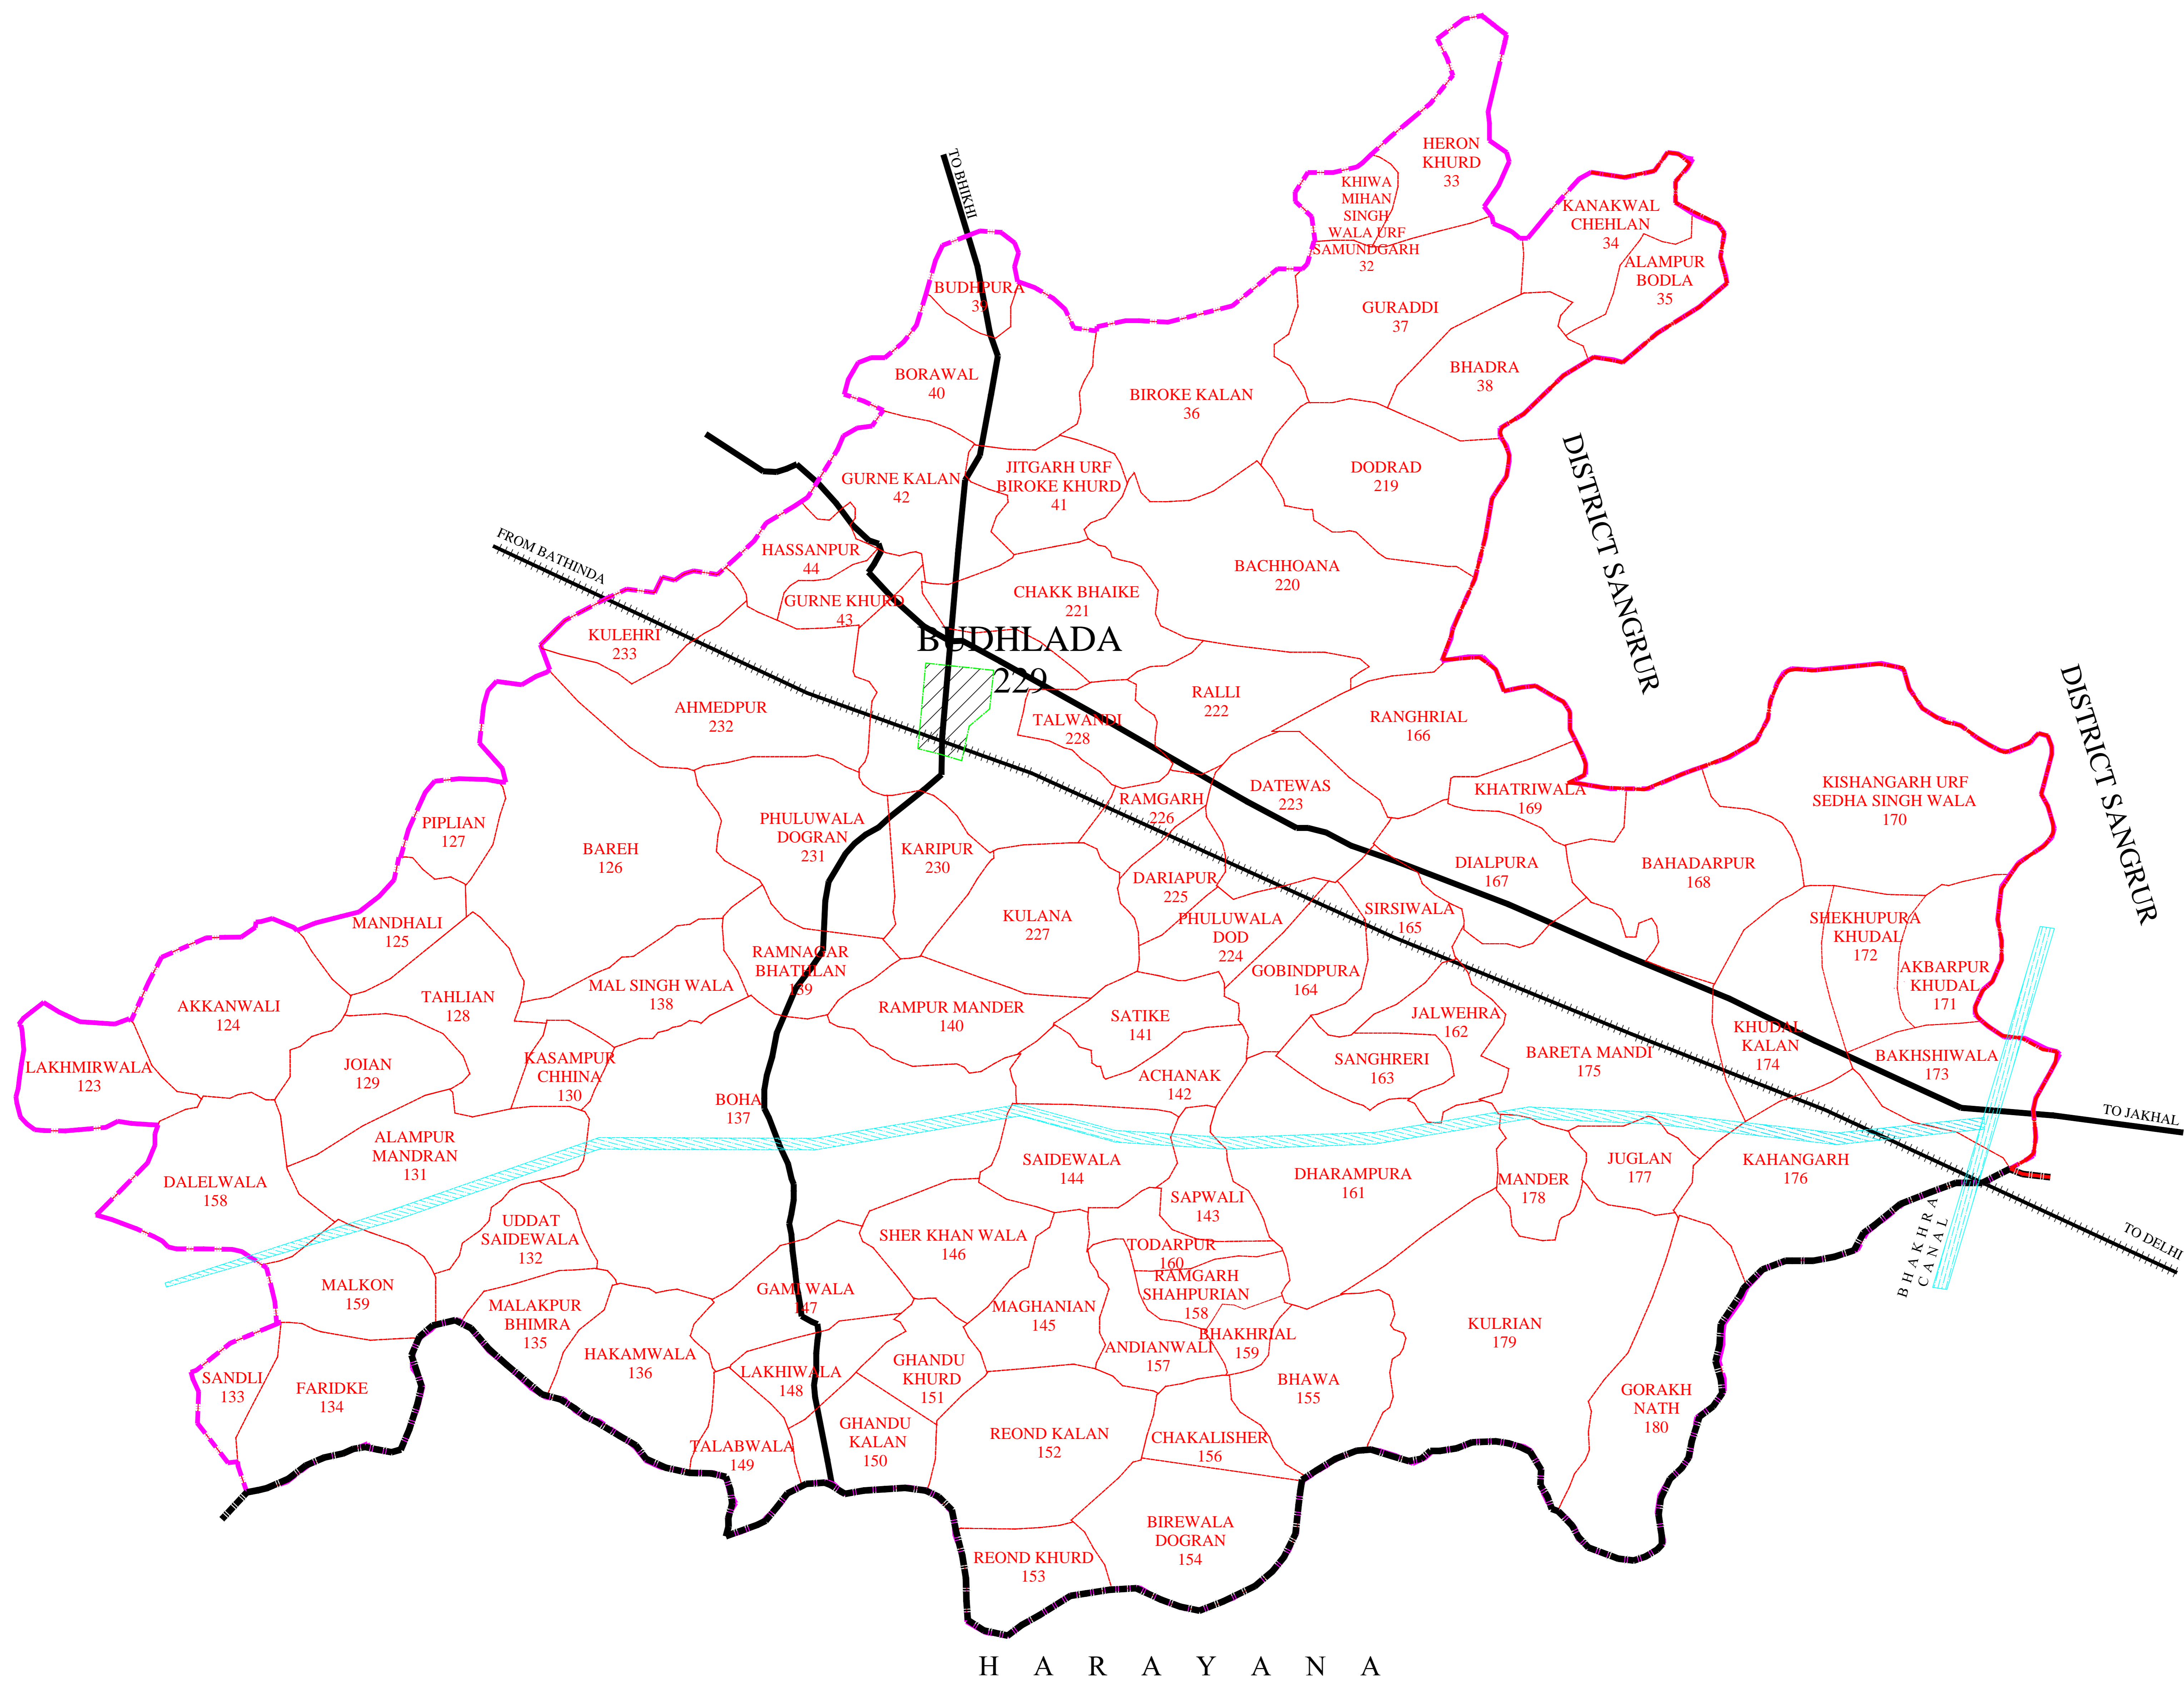 HERON
KHURD
33
KHIWA
MIHAN
SINGH
WALA URF
SAMUNDGARH
32
KANAKWAL
CHEHLAN
34
ALAMPUR
BODLA
35
TO BHIKHI
BUDHPURA
39
GURADDI
37
BHADRA
38
BORAWAL
40
BIROKE KALAN
36
GURNE KALAN
42
JITGARH URF
BIROKE KHURD
41
DODRAD
219
DISTRICT SANGRUR
FROM BATHINDA
HASSANPUR
44
GURNE KHURD
43
CHAKK BHAIKE
221
BACHHOANA
220
KULEHRI
233
BUDHLADA
229
AHMEDPUR
232
TALWANDI
228
RALLI
222
RANGHRIAL
166
DISTRICT SANGRUR
PIPLIAN
127
BAREH
126
PHULUWALA
DOGRAN
231
KARIPUR
230
RAMGARH
226
DATEWAS
223
KHATRIWALA
169
KISHANGARH URF
SEDHA SINGH WALA
170
DIALPURA
167
BAHADARPUR
168
MANDHALI
125
KULANA
227
DARIAPUR
225
PHULUWALA
DOD
224
SIRSIWALA
165
SHEKHUPURA
KHUDAL
172
AKBARPUR
KHUDAL
171
AKKANWALI
124
TAHLIAN
128
MAL SINGH WALA
138
RAMNAGAR
BHATHLAN
139
RAMPUR MANDER
140
SATIKE
141
GOBINDPURA
164
JALWEHRA
162
KHUDAL
KALAN
174
LAKHMIRWALA
123
JOIAN
129
KASAMPUR
CHHINA
130
BOHA
137
ACHANAK
142
SANGHRERI
163
BARETA MANDI
175
BAKHSHIWALA
173
TO JAKHAL
DALELWALA
158
ALAMPUR
MANDRAN
131
SAIDEWALA
144
SAPWALI
143
DHARAMPURA
161
MANDER
178
JUGLAN
177
KAHANGARH
176
BHAKHRA
CANAL
TO DELHI
UDDAT
SAIDEWALA
132
SHER KHAN WALA
146
TODARPUR
160
RAMGARH
SHAHPURIAN
158
MALKON
159
MALAKPUR
BHIMRA
135
GAMI WALA
147
MAGHANIAN
145
BHAKHRIAL
159
KULRIAN
179
SANDLI
133
FARIDKE
134
HAKAMWALA
136
LAKHIWALA
148
GHANDU
KHURD
151
ANDIANWALI
157
BHAWA
155
GORAKH
NATH
180
TALABWALA
149
GHANDU
KALAN
150
REOND KALAN
152
CHAKALISHER
156
REOND KHURD
153
BIREWALA
DOGRAN
154
H A R A Y A N A